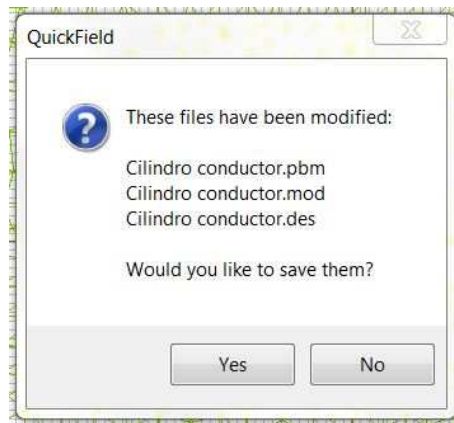 QuickField
These files have been modified:
Cilindro conductor.pbm
Cilindro conductor.mod
Cilindro conductor.des
Would you like to save them?
Yes
No